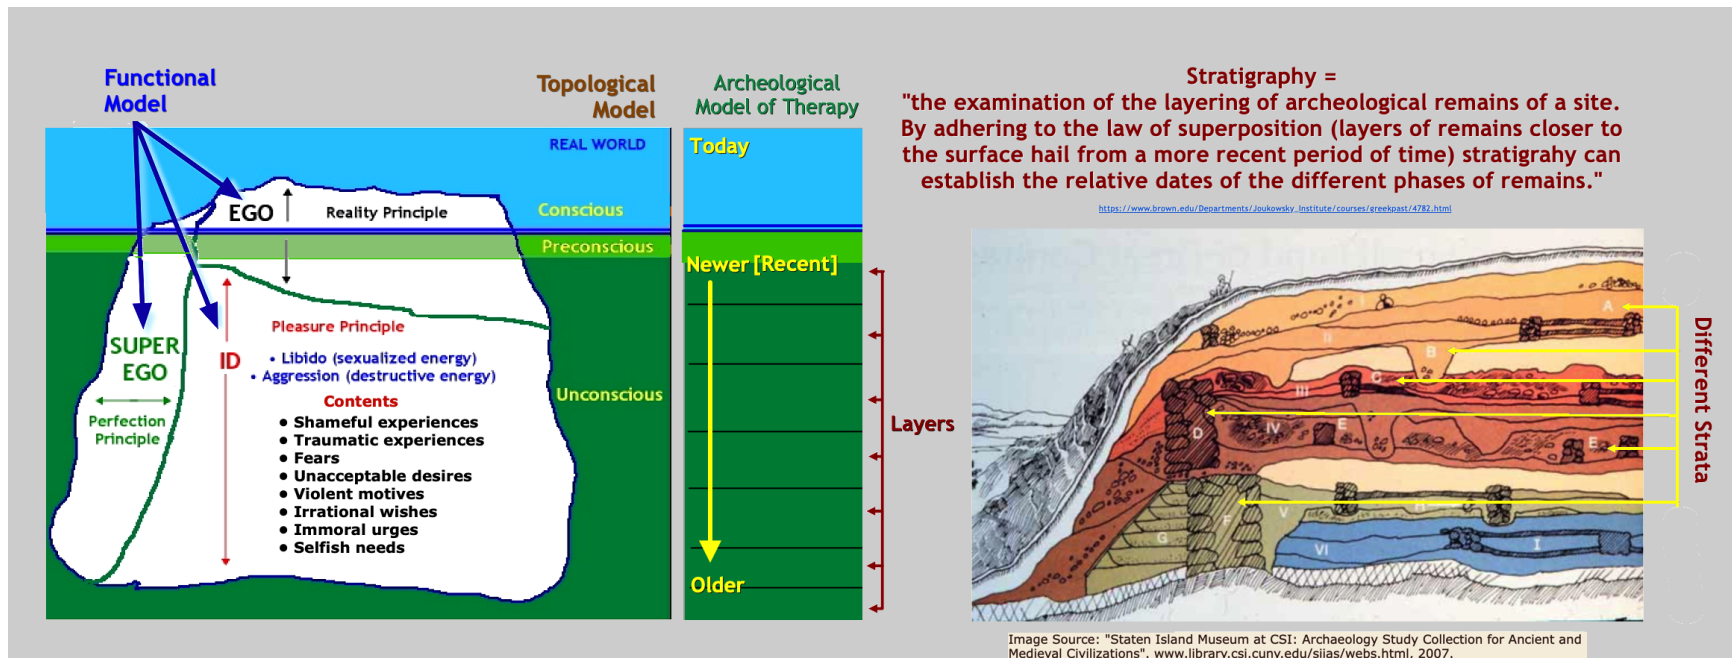 Functional
Model
Topological
Model
REAL WORLD
EGO
Reality Principle
Conscious
Preconscious
Pleasure Principle
• Libido (sexualized energy)
• Aggression (destructive energy)
SUPER
EGO
ID
Perfection
Principle
Contents
● Shameful experiences
● Traumatic experiences
● Fears
● Unacceptable desires
● Violent motives
● Irrational wishes
● Immoral urges
● Selfish needs
Unconscious
Archeological
Model of Therapy
Today
Newer [Recent]
Older
Layers
Stratigraphy =
"the examination of the layering of archeological remains of a site.
By adhering to the law of superposition (layers of remains closer to
the surface hail from a more recent period of time) stratigrahy can
establish the relative dates of the different phases of remains."
https://www.brown.edu/Departments/Joukowsky_Institute/courses/greekpast/4782.html
I
A
II
B
III
C
D
IV
E
E
F
V
H
G
VI
I
Different Strata
Image Source: "Staten Island Museum at CSI: Archaeology Study Collection for Ancient and
Medieval Civilizations". www.library.csi.cuny.edu/sijas/webs.html, 2007.